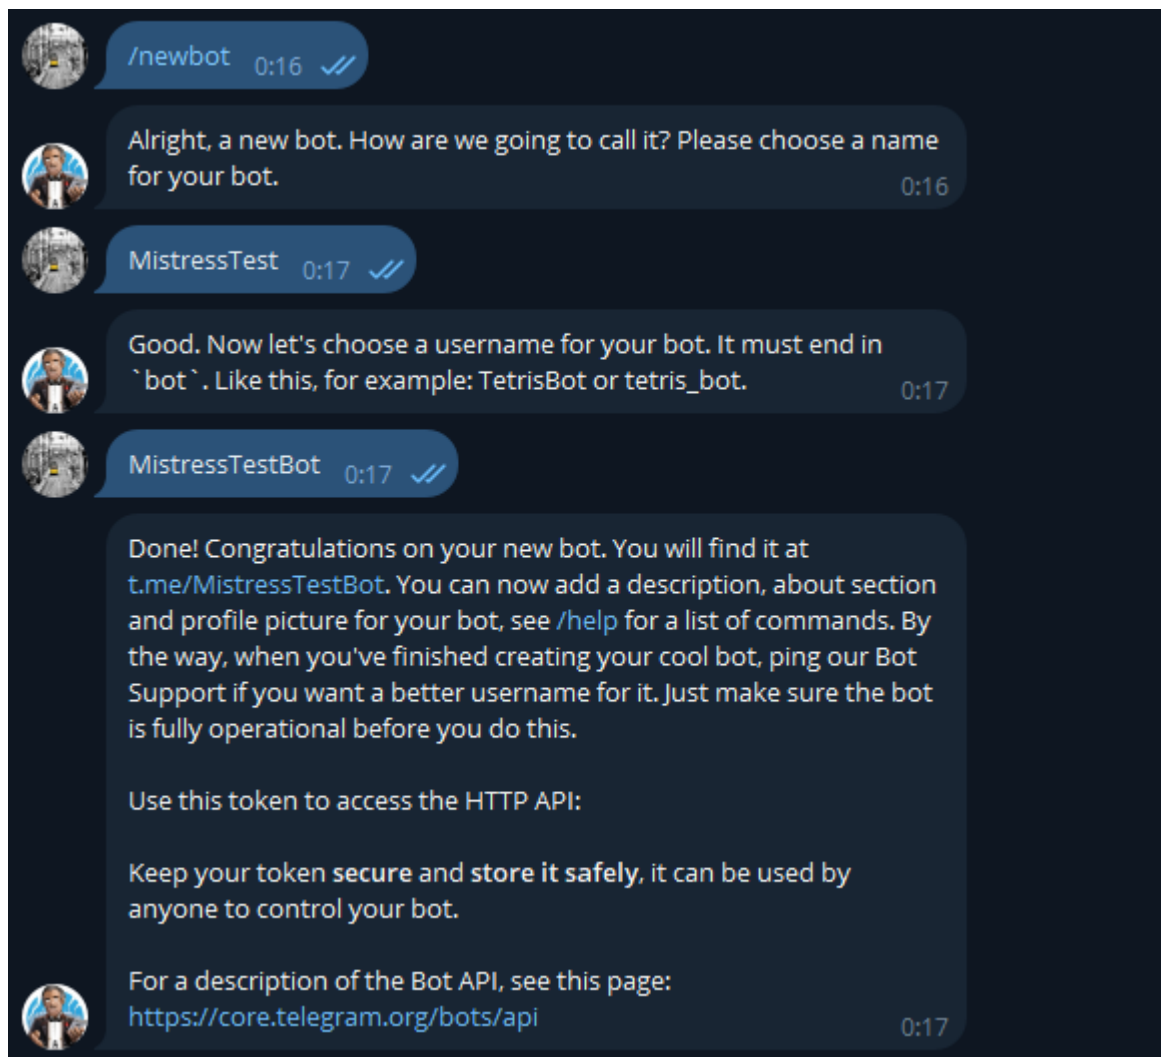 /newbot 0:16
Alright, a new bot. How are we going to call it? Please choose a name
for your bot.
0:16
MistressTest 0:17
Good. Now let's choose a username for your bot. It must end in
`bot`. Like this, for example: TetrisBot or tetris_bot.
0:17
MistressTestBot 0:17
Done! Congratulations on your new bot. You will find it at
t.me/MistressTestBot. You can now add a description, about section
and profile picture for your bot, see /help for a list of commands. By
the way, when you've finished creating your cool bot, ping our Bot
Support if you want a better username for it. Just make sure the bot
is fully operational before you do this.
Use this token to access the HTTP API:
Keep your token secure and store it safely, it can be used by
anyone to control your bot.
For a description of the Bot API, see this page:
https://core.telegram.org/bots/api
0:17